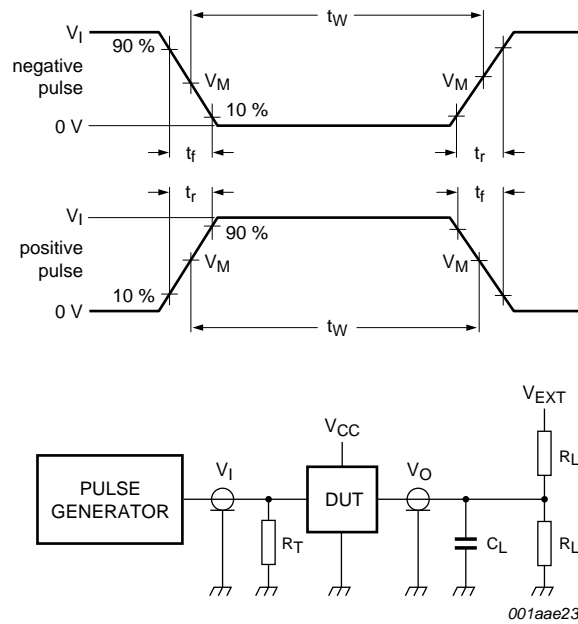 V_I
t_W
90 %
negative
pulse
V_M
V_M
10 %
0 V
t_f
t_r
t_r
t_f
V_I
90 %
positive
pulse
V_M
V_M
10 %
0 V
t_W
V_EXT
V_CC
R_L
PULSE
GENERATOR
V_I
DUT
V_O
R_T
C_L
R_L
001aae23